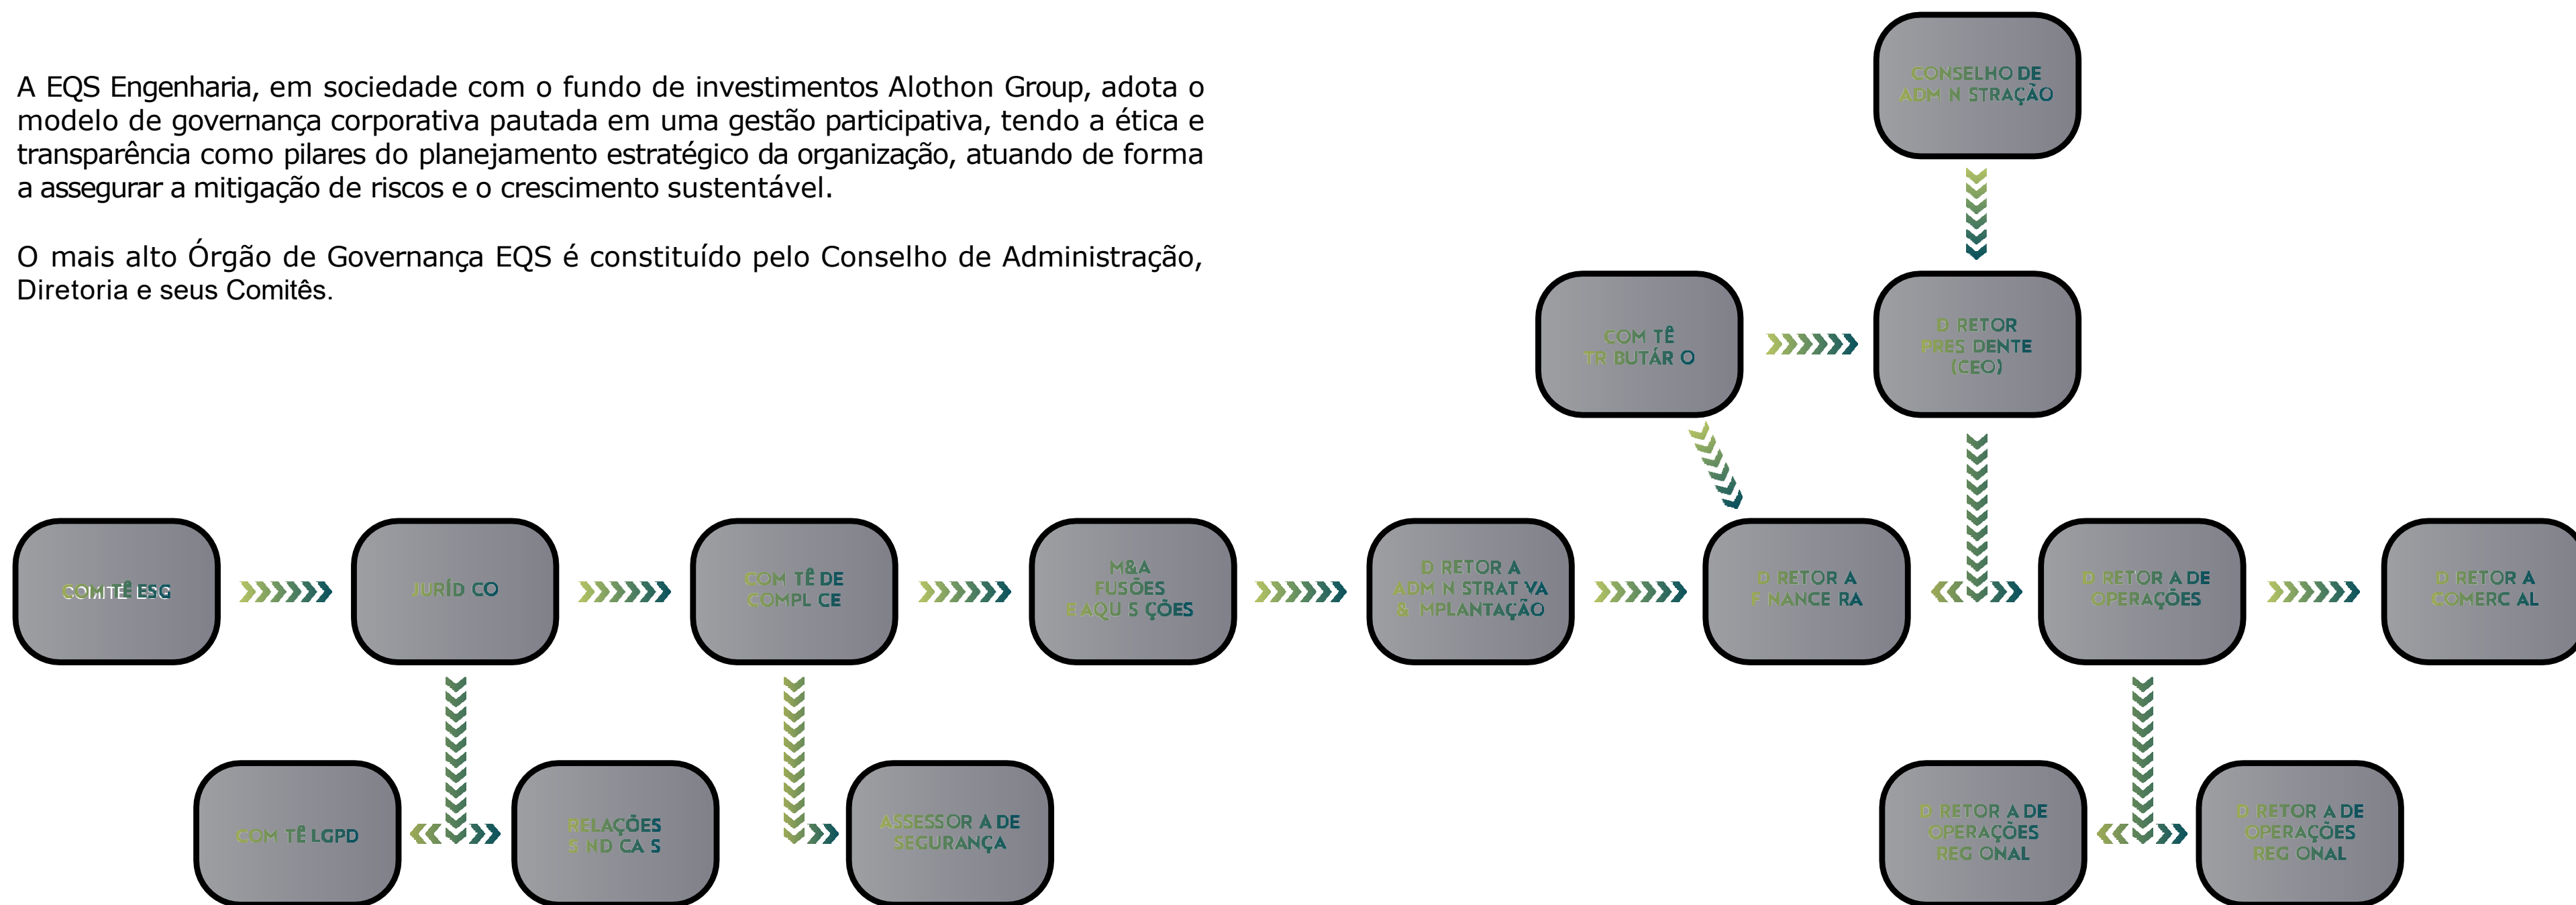 A EQS Engenharia, em sociedade com o fundo de investimentos Alothon Group, adota o
modelo de governança corporativa pautada em uma gestão participativa, tendo a ética e
transparência como pilares do planejamento estratégico da organização, atuando de forma
a assegurar a mitigação de riscos e o crescimento sustentável.
O mais alto Órgão de Governança EQS é constituído pelo Conselho de Administração,
Diretoria e seus Comitês.
CONSELHO DE
ADM N STRAÇÃO
COM TÊ
TR BUTÁR O
D RETOR
PRES DENTE
(CEO)
COMITÊ ESG
JURÍD CO
COM TÊ DE
COMPL CE
M&A
FUSÕES
E AQU S ÇÕES
D RETOR A
ADM N STRAT VA
& MPLANTAÇÃO
D RETOR A
F NANCE RA
D RETOR A DE
OPERAÇÕES
D RETOR A
COMERC AL
COM TÊ LGPD
RELAÇÕES
S ND CA S
ASSESSOR A DE
SEGURANÇA
D RETOR A DE
OPERAÇÕES
REG ONAL
D RETOR A DE
OPERAÇÕES
REG ONAL